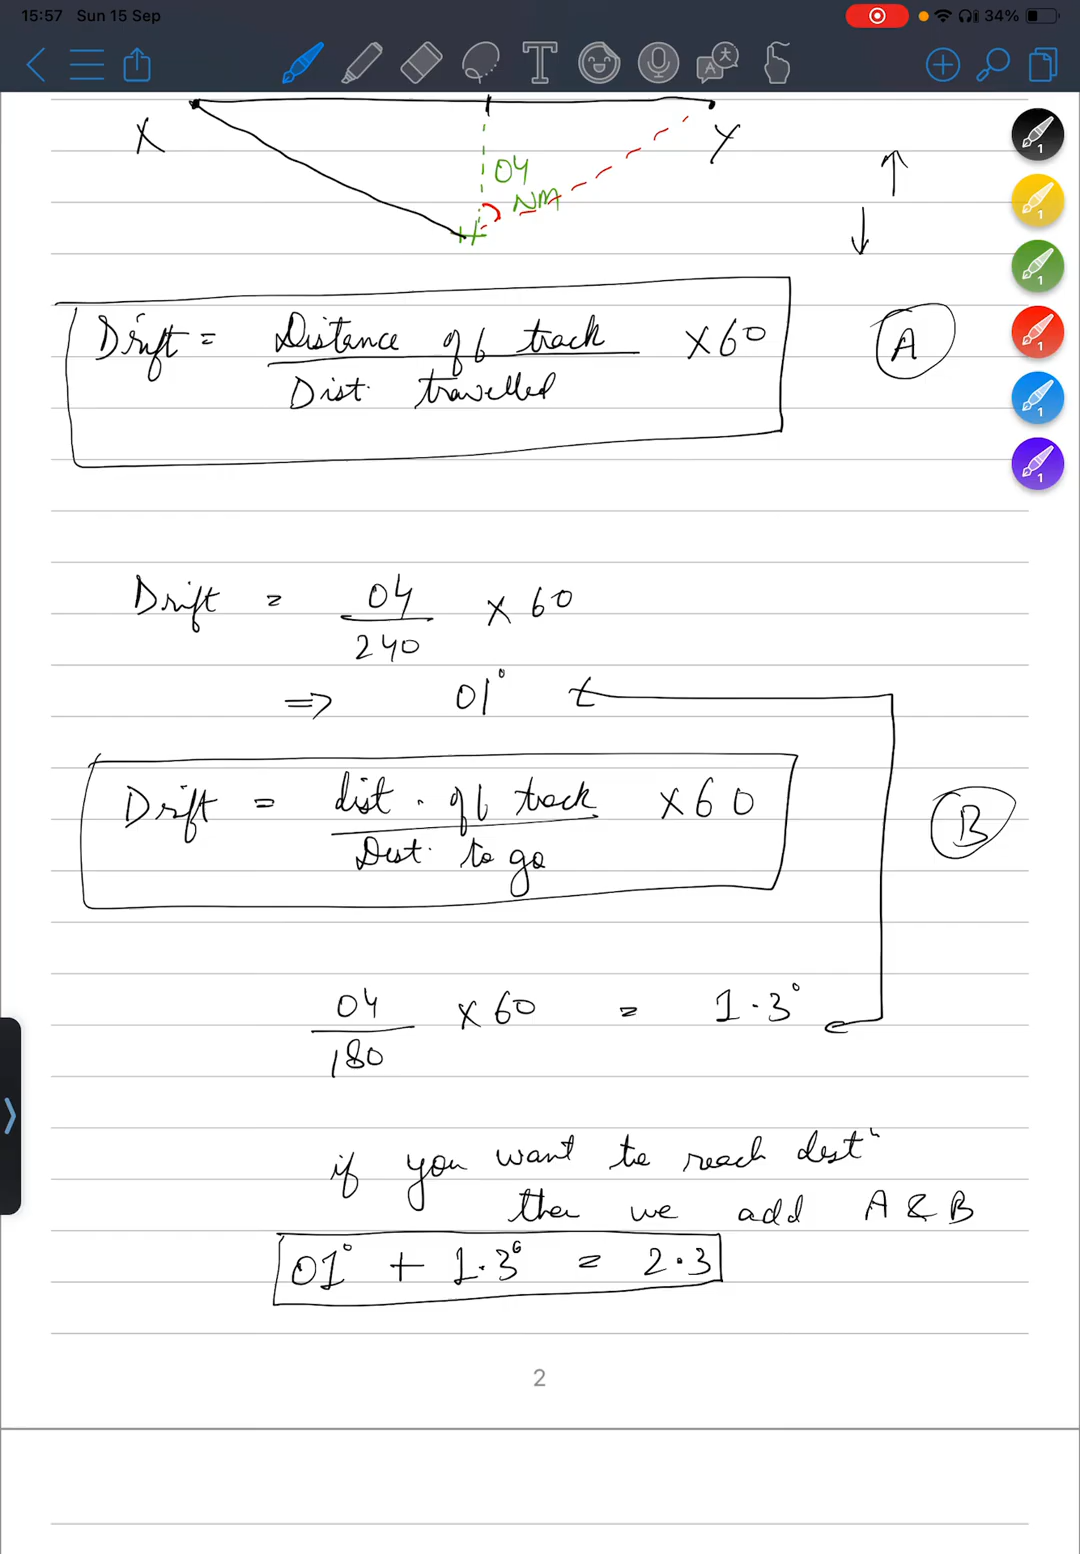 15:57 Sun 15 Sep 34%
X Y
04
NM
Drift = Distance off track X 60 A
Dist. travelled
Drift = 04 X 60
240
⇒ 01°
Drift = dist. off track X 60 B
Dist. to go
04 X 60 = 1.3°
180
if you want to reach destⁿ
then we add A & B
01° + 1.3° = 2.3
2